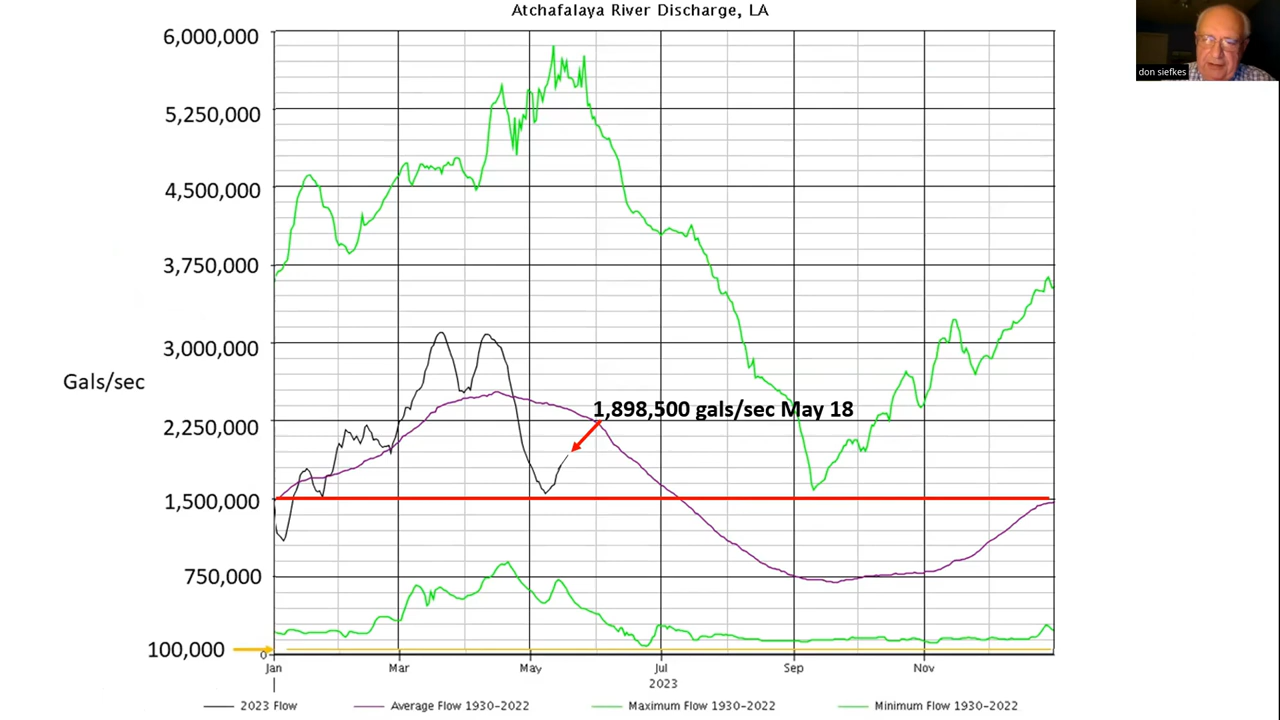 Atchafalaya River Discharge, LA
don siefkes
6,000,000
5,250,000
4,500,000
3,750,000
3,000,000
Gals/sec
1,898,500 gals/sec May 18
2,250,000
1,500,000
750,000
100,000
0
Jan Mar May Jul Sep Nov
2023
2023 Flow Average Flow 1930-2022 Maximum Flow 1930-2022 Minimum Flow 1930-2022